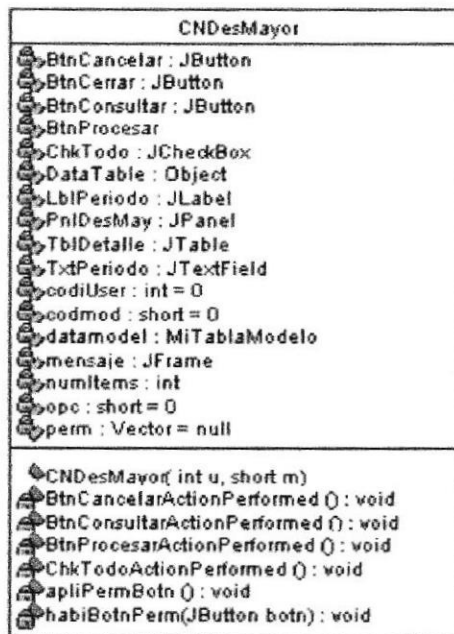 CNDesMayor
BtnCancelar : JButton
BtnCerrar : JButton
BtnConsultar : JButton
BtnProcesar
ChkTodo : JCheckBox
DataTable : Object
LblPeriodo : JLabel
PnlDesMay : JPanel
TblDetalle : JTable
TxtPeriodo : JTextField
codiUser : int = 0
codmod : short = 0
datamodel : MiTablaModelo
mensaje : JFrame
numItems : int
opc : short = 0
perm : Vector = null
CNDesMayor( int u, short m)
BtnCancelarActionPerformed () : void
BtnConsultarActionPerformed () : void
BtnProcesarActionPerformed () : void
ChkTodoActionPerformed () : void
apliPermBotn () : void
habiBotnPerm(JButton botn) : void